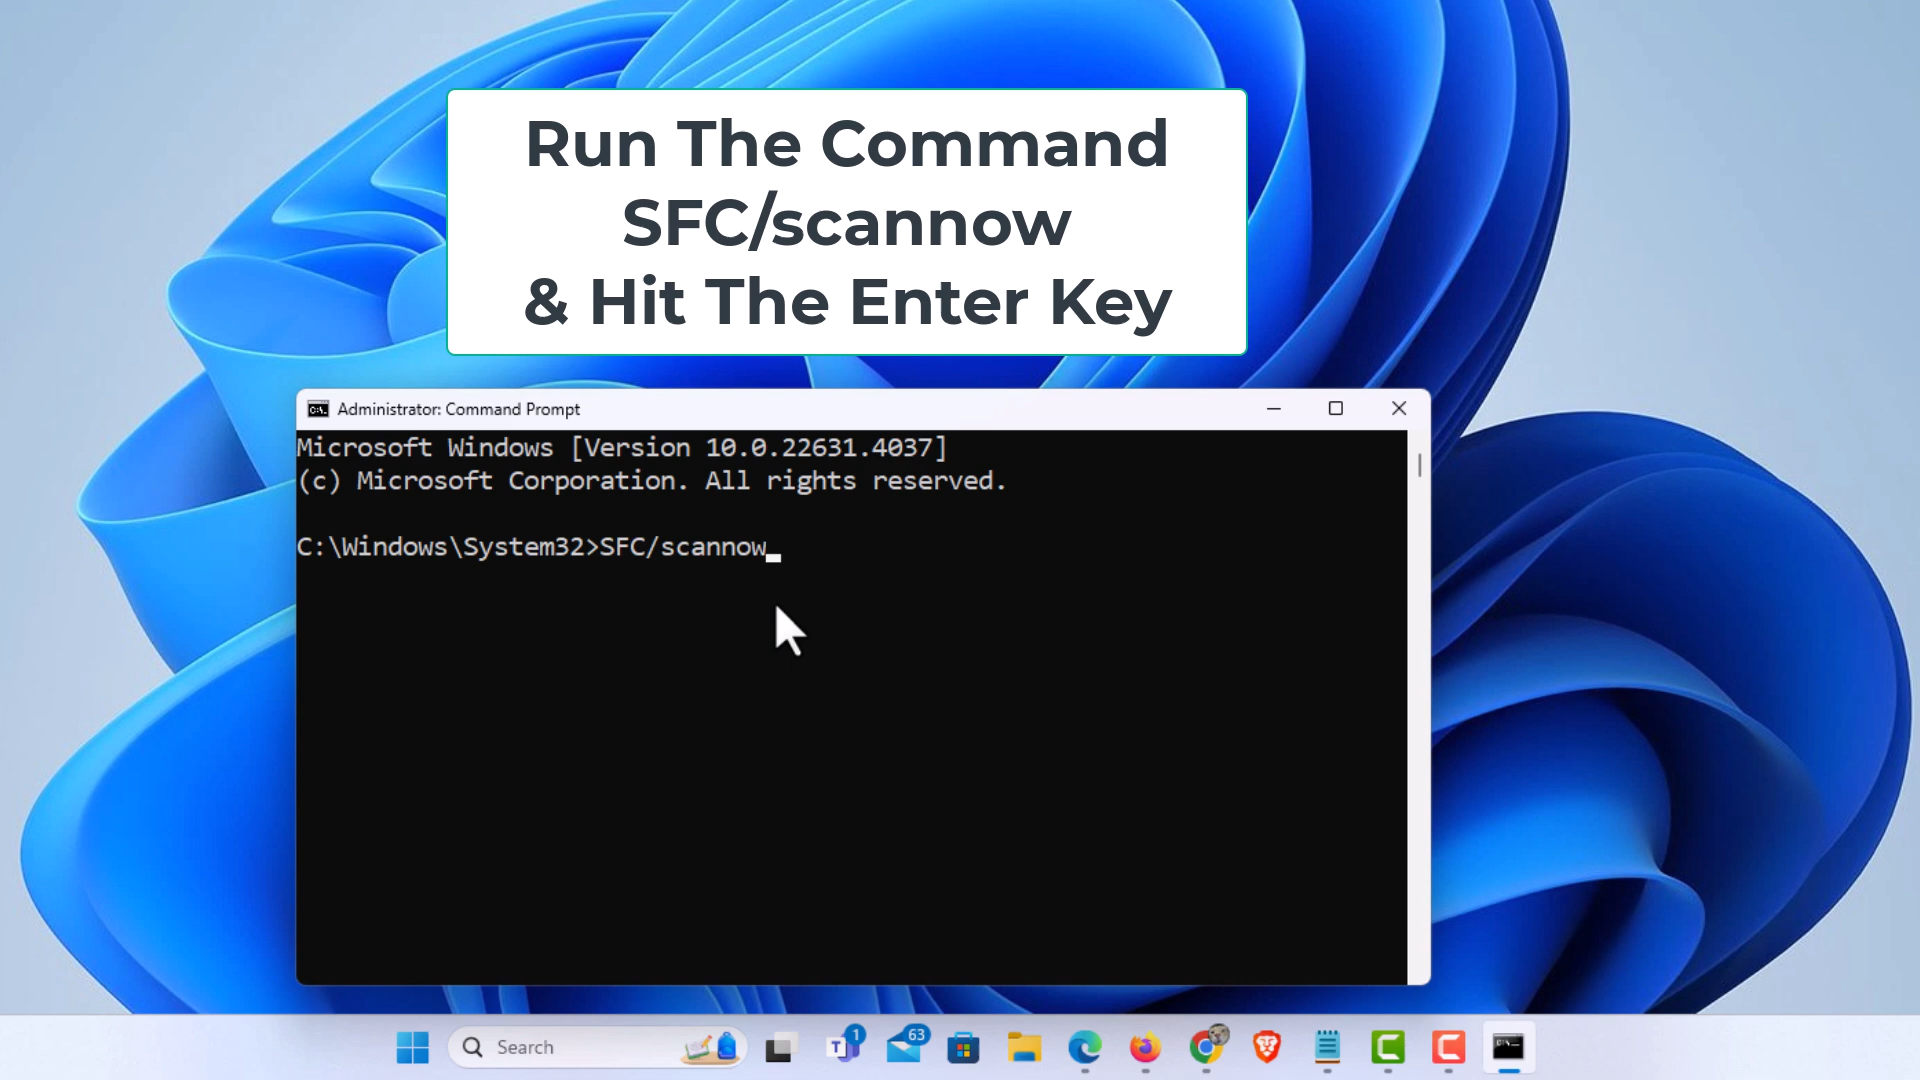 Run The Command
SFC/scannow
& Hit The Enter Key
Administrator: Command Prompt
Microsoft Windows [Version 10.0.22631.4037]
(c) Microsoft Corporation. All rights reserved.
C:\Windows\System32>SFC/scannow
Search
1
63